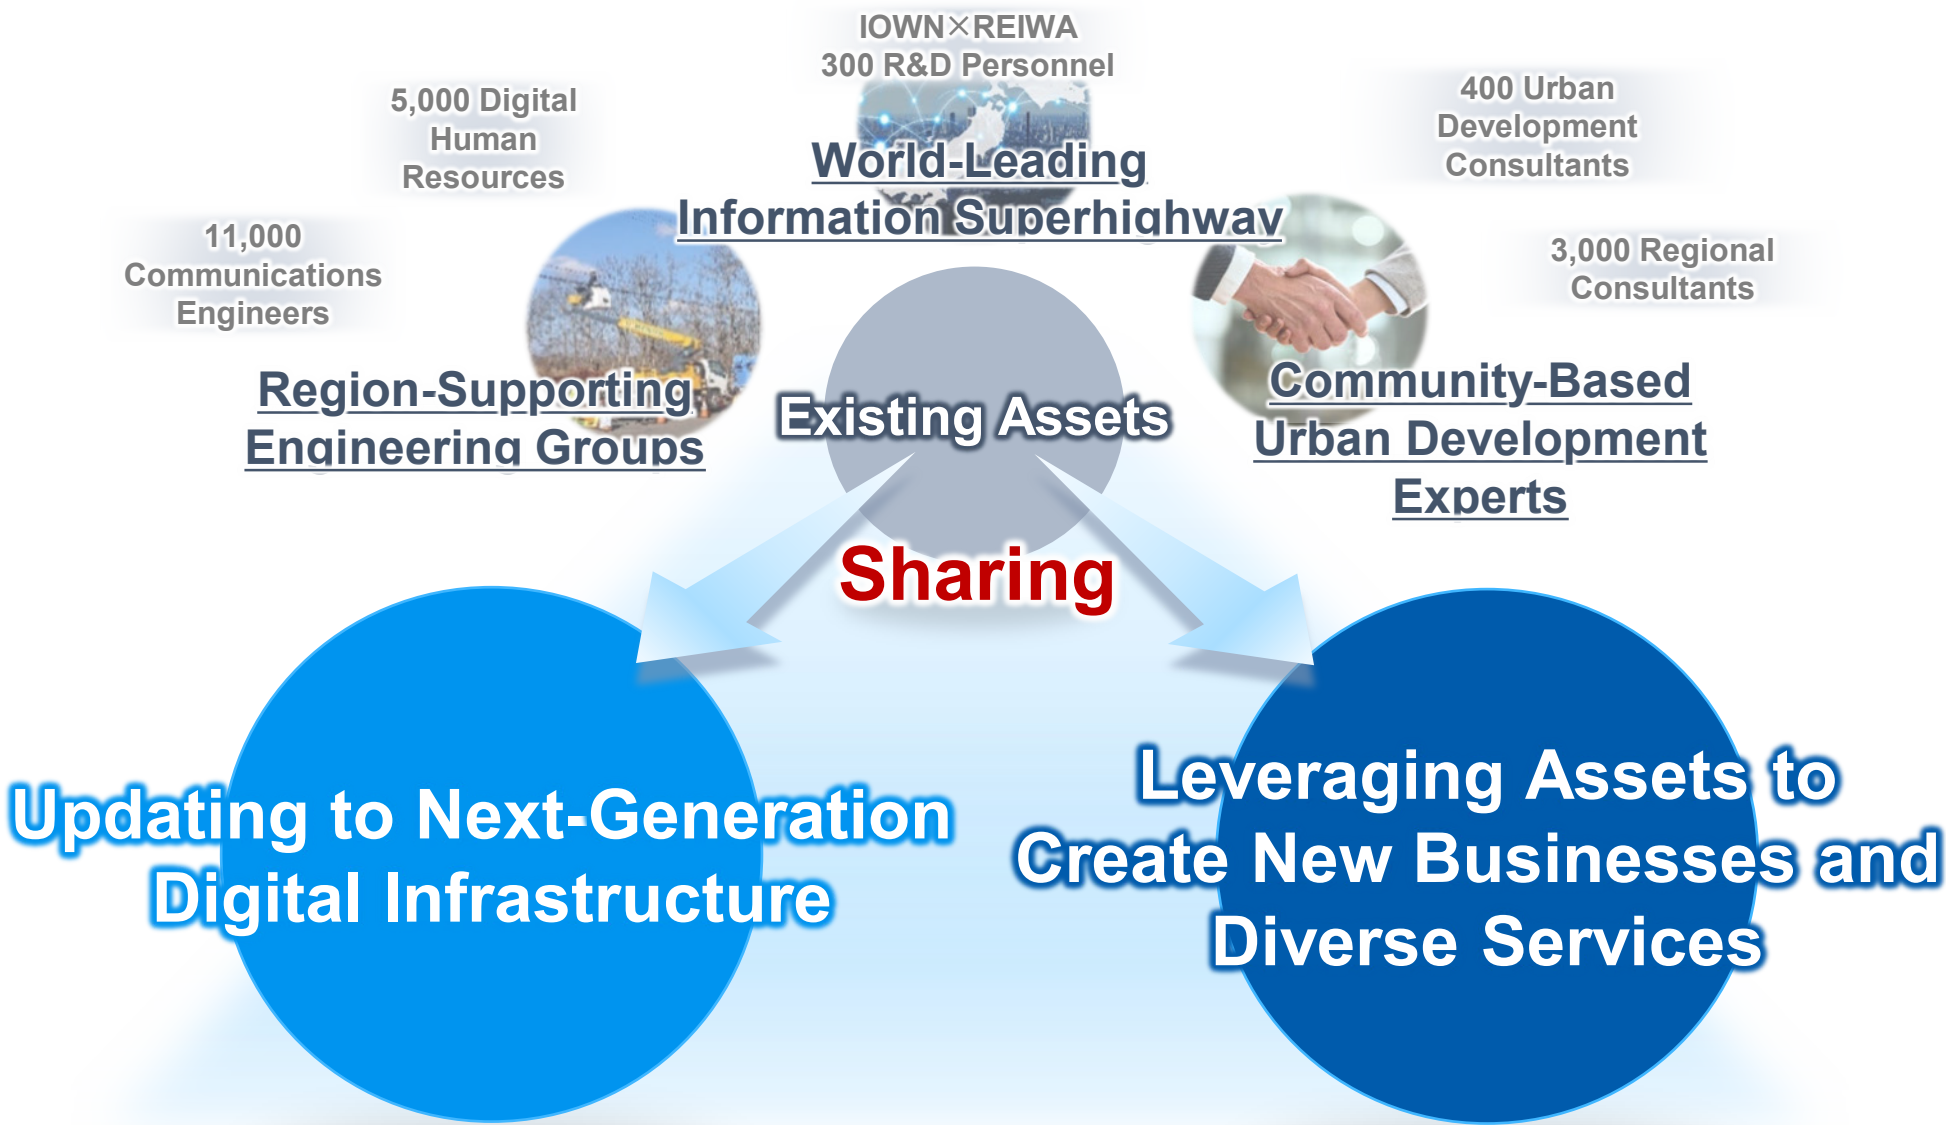 IOWN×REIWA
300 R&D Personnel
5,000 Digital
Human
Resources
400 Urban
Development
Consultants
11,000
Communications
Engineers
3,000 Regional
Consultants
World-Leading
Information Superhighway
Region-Supporting
Engineering Groups
Community-Based
Urban Development
Experts
Existing Assets
Sharing
Updating to Next-Generation
Digital Infrastructure
Leveraging Assets to
Create New Businesses and
Diverse Services